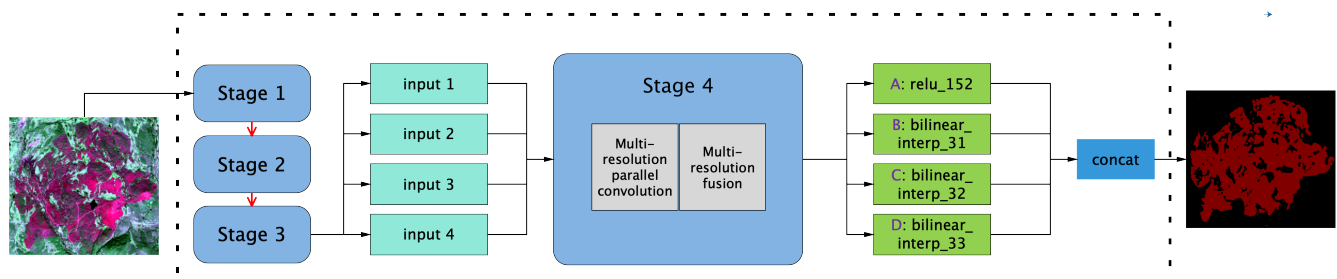 Stage 1
Stage 2
Stage 3
input 1
input 2
input 3
input 4
Stage 4
Multi-
resolution
parallel
convolution
Multi-
resolution
fusion
A: relu_152
B: bilinear_
interp_31
C: bilinear_
interp_32
D: bilinear_
interp_33
concat